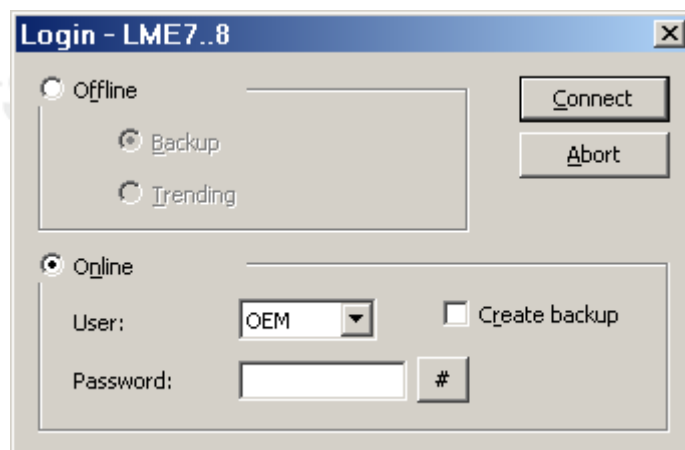 Login - LME7..8
Offline
Connect
Backup
Abort
Trending
Online
User:
OEM
Create backup
Password:
#